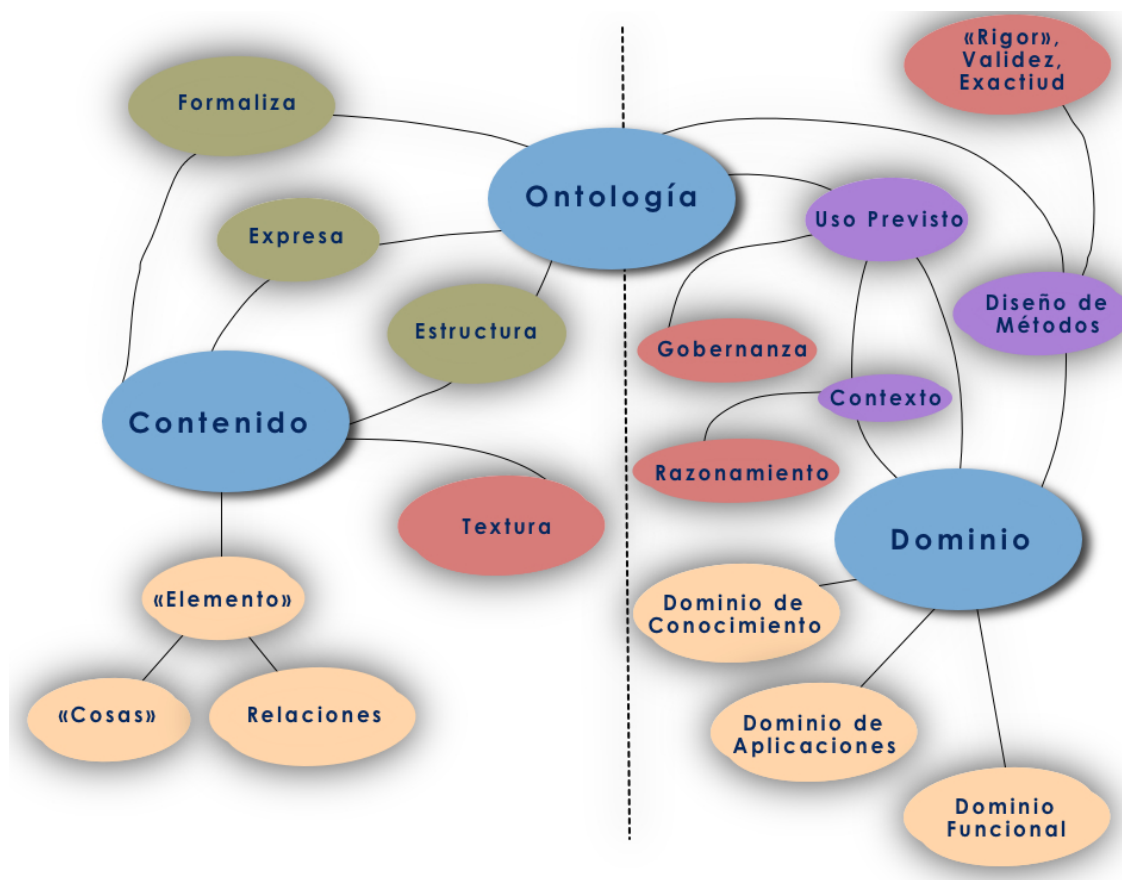 «Rigor»,
Validez,
Exactiud
Formaliza
Ontología
Uso Previsto
Expresa
Diseño de
Métodos
Estructura
Gobernanza
Contexto
Contenido
Razonamiento
Textura
Dominio
«Elemento»
Dominio de
Conocimiento
«Cosas»
Relaciones
Dominio de
Aplicaciones
Dominio
Funcional